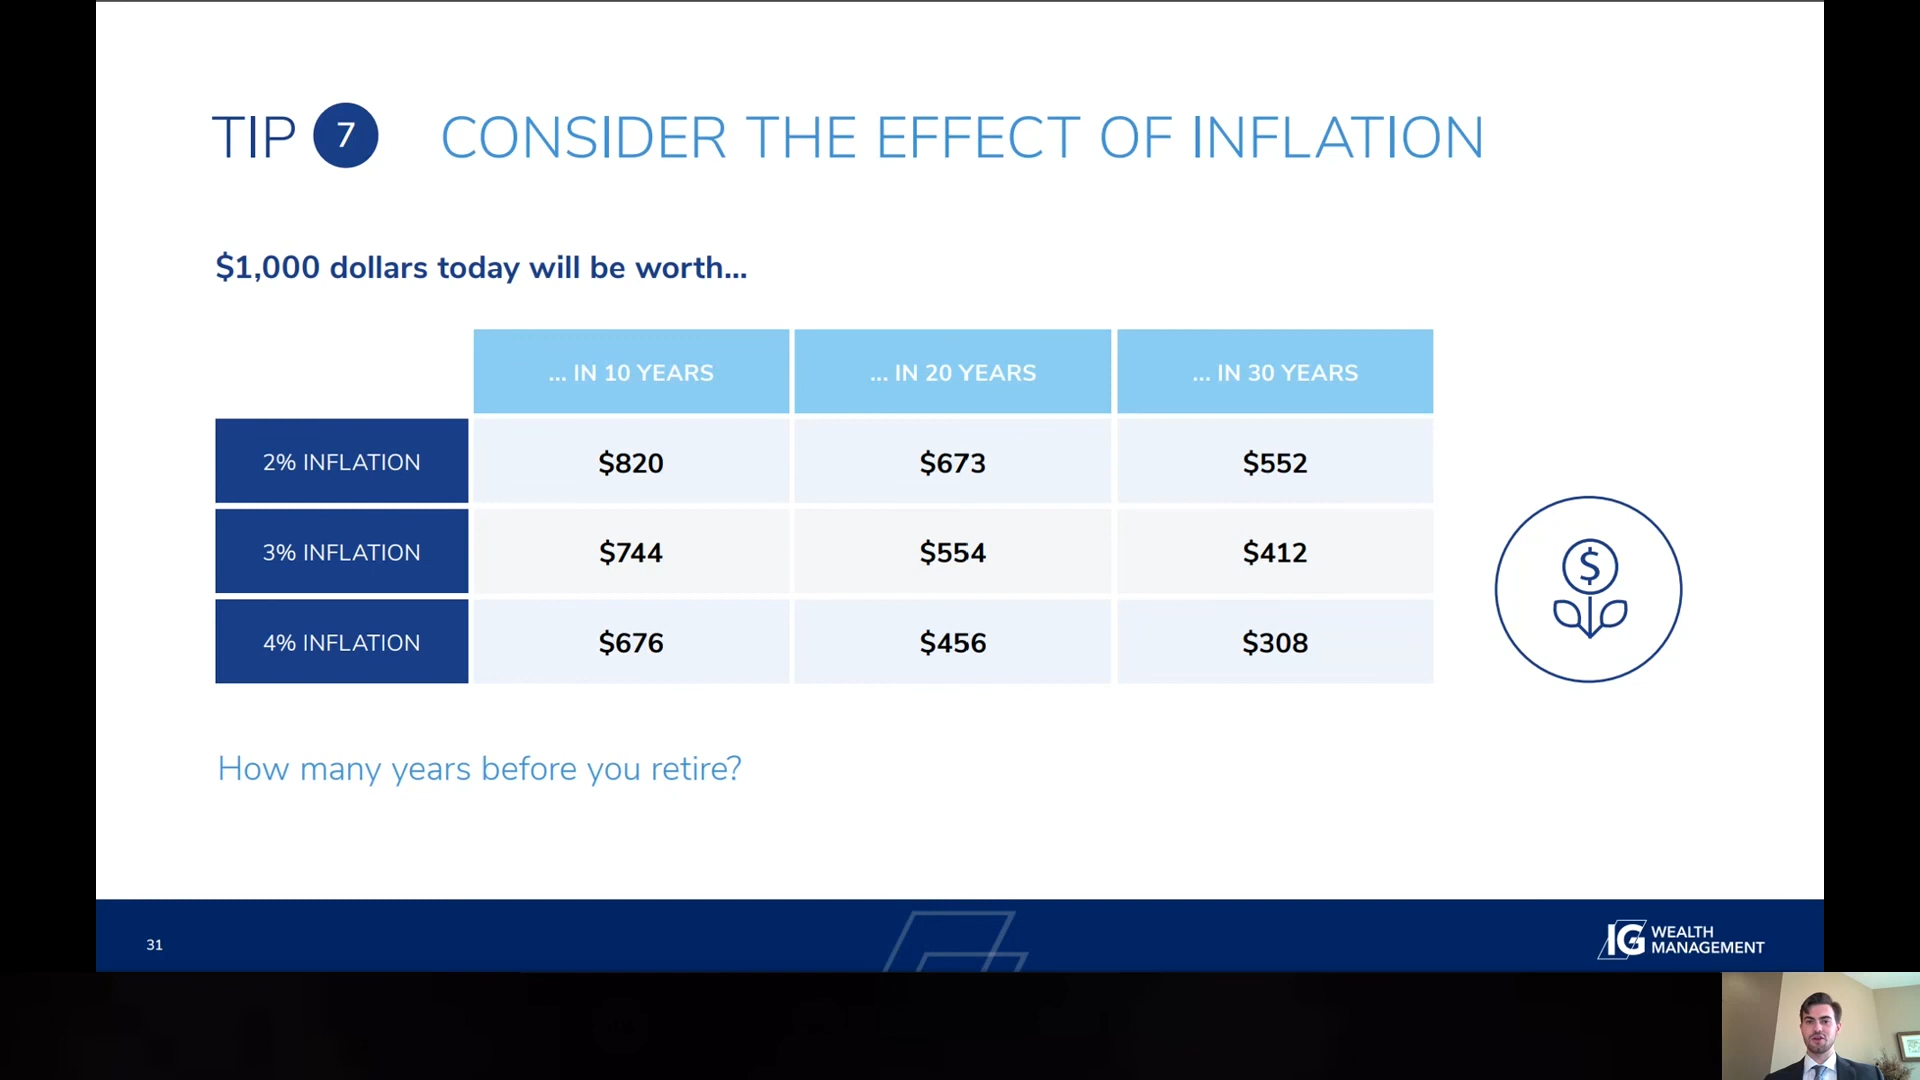 TIP 7 CONSIDER THE EFFECT OF INFLATION
$1,000 dollars today will be worth...
... IN 10 YEARS ... IN 20 YEARS ... IN 30 YEARS
2% INFLATION $820 $673 $552
3% INFLATION $744 $554 $412
4% INFLATION $676 $456 $308
$
How many years before you retire?
31
IG WEALTH
MANAGEMENT